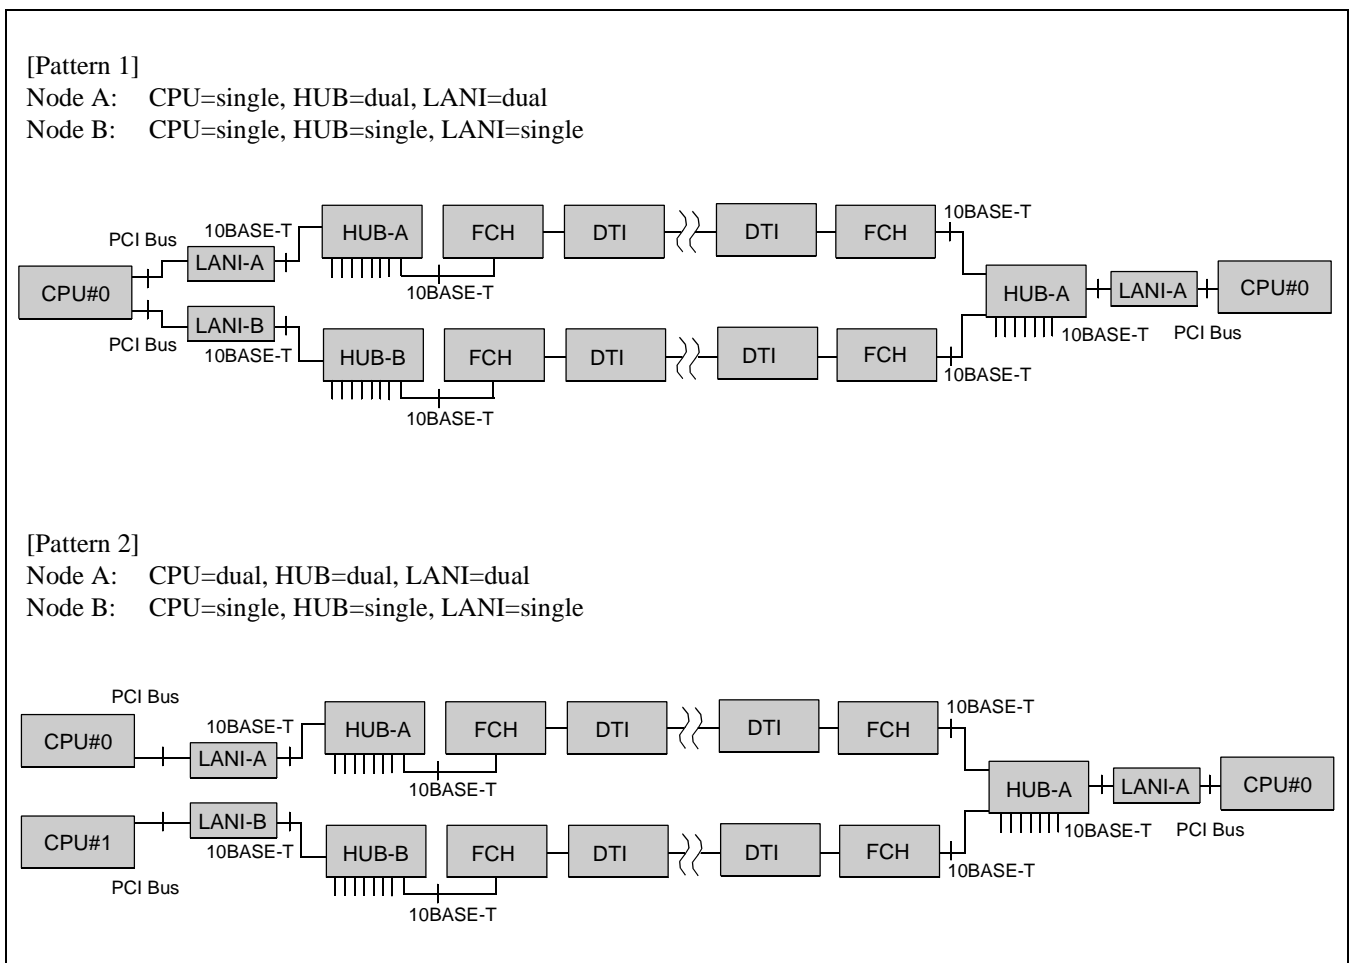 [Pattern 1]
Node A: CPU=single, HUB=dual, LANI=dual
Node B: CPU=single, HUB=single, LANI=single
10BASE-T
HUB-A FCH DTI DTI FCH
10BASE-T
PCI Bus
LANI-A
10BASE-T
CPU#0
HUB-A LANI-A CPU#0
LANI-B
10BASE-T PCI Bus
PCI Bus
10BASE-T
HUB-B FCH DTI DTI FCH
10BASE-T
10BASE-T
[Pattern 2]
Node A: CPU=dual, HUB=dual, LANI=dual
Node B: CPU=single, HUB=single, LANI=single
PCI Bus
10BASE-T
10BASE-T
HUB-A FCH DTI DTI FCH
CPU#0
LANI-A
10BASE-T
HUB-A LANI-A CPU#0
LANI-B
10BASE-T PCI Bus
CPU#1
10BASE-T
HUB-B FCH DTI DTI FCH
10BASE-T
PCI Bus
10BASE-T